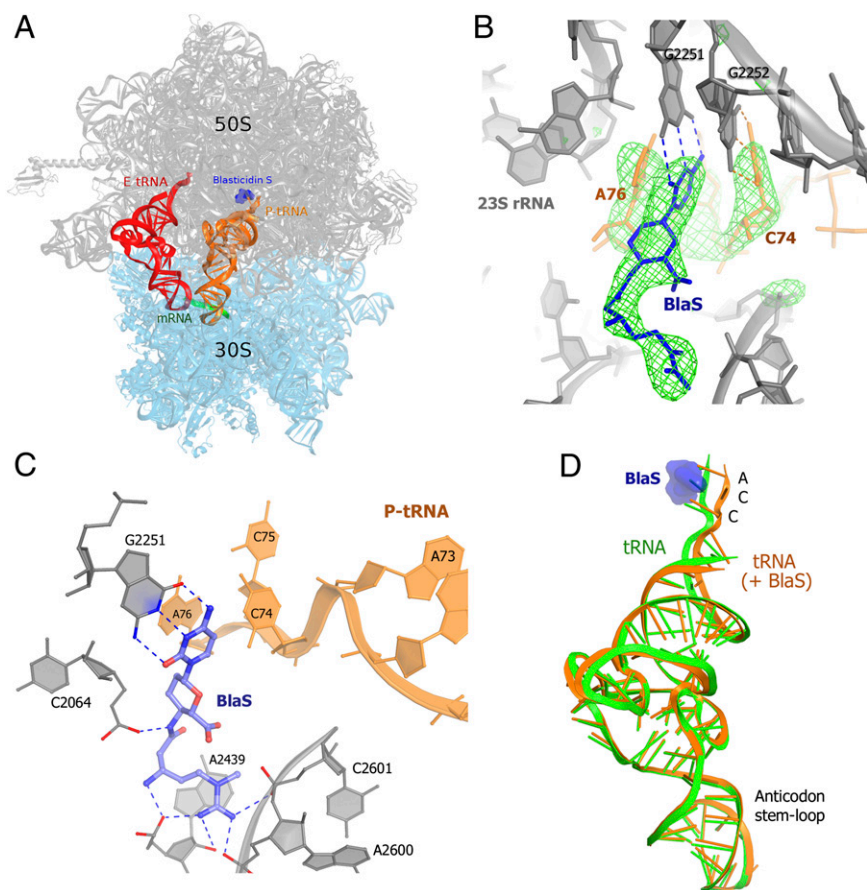 A
50S
E tRNA
Blasticidin S
P-tRNA
mRNA
30S
B
G2251
G2252
A76
23S rRNA
C74
BlaS
C
P-tRNA
G2251
C75
A73
A76
C74
C2064
BlaS
A2439
C2601
A2600
D
BlaS
A
C
C
tRNA
tRNA
(+ BlaS)
Anticodon
stem-loop